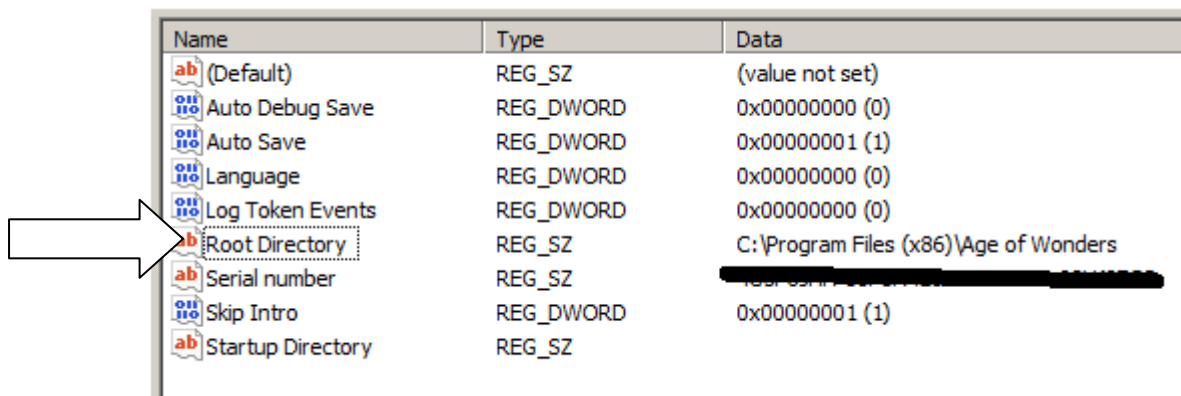 Name Type Data
(Default) REG_SZ (value not set)
Auto Debug Save REG_DWORD 0x00000000 (0)
Auto Save REG_DWORD 0x00000001 (1)
Language REG_DWORD 0x00000000 (0)
Log Token Events REG_DWORD 0x00000000 (0)
Root Directory REG_SZ C:\Program Files (x86)\Age of Wonders
Serial number REG_SZ
Skip Intro REG_DWORD 0x00000001 (1)
Startup Directory REG_SZ